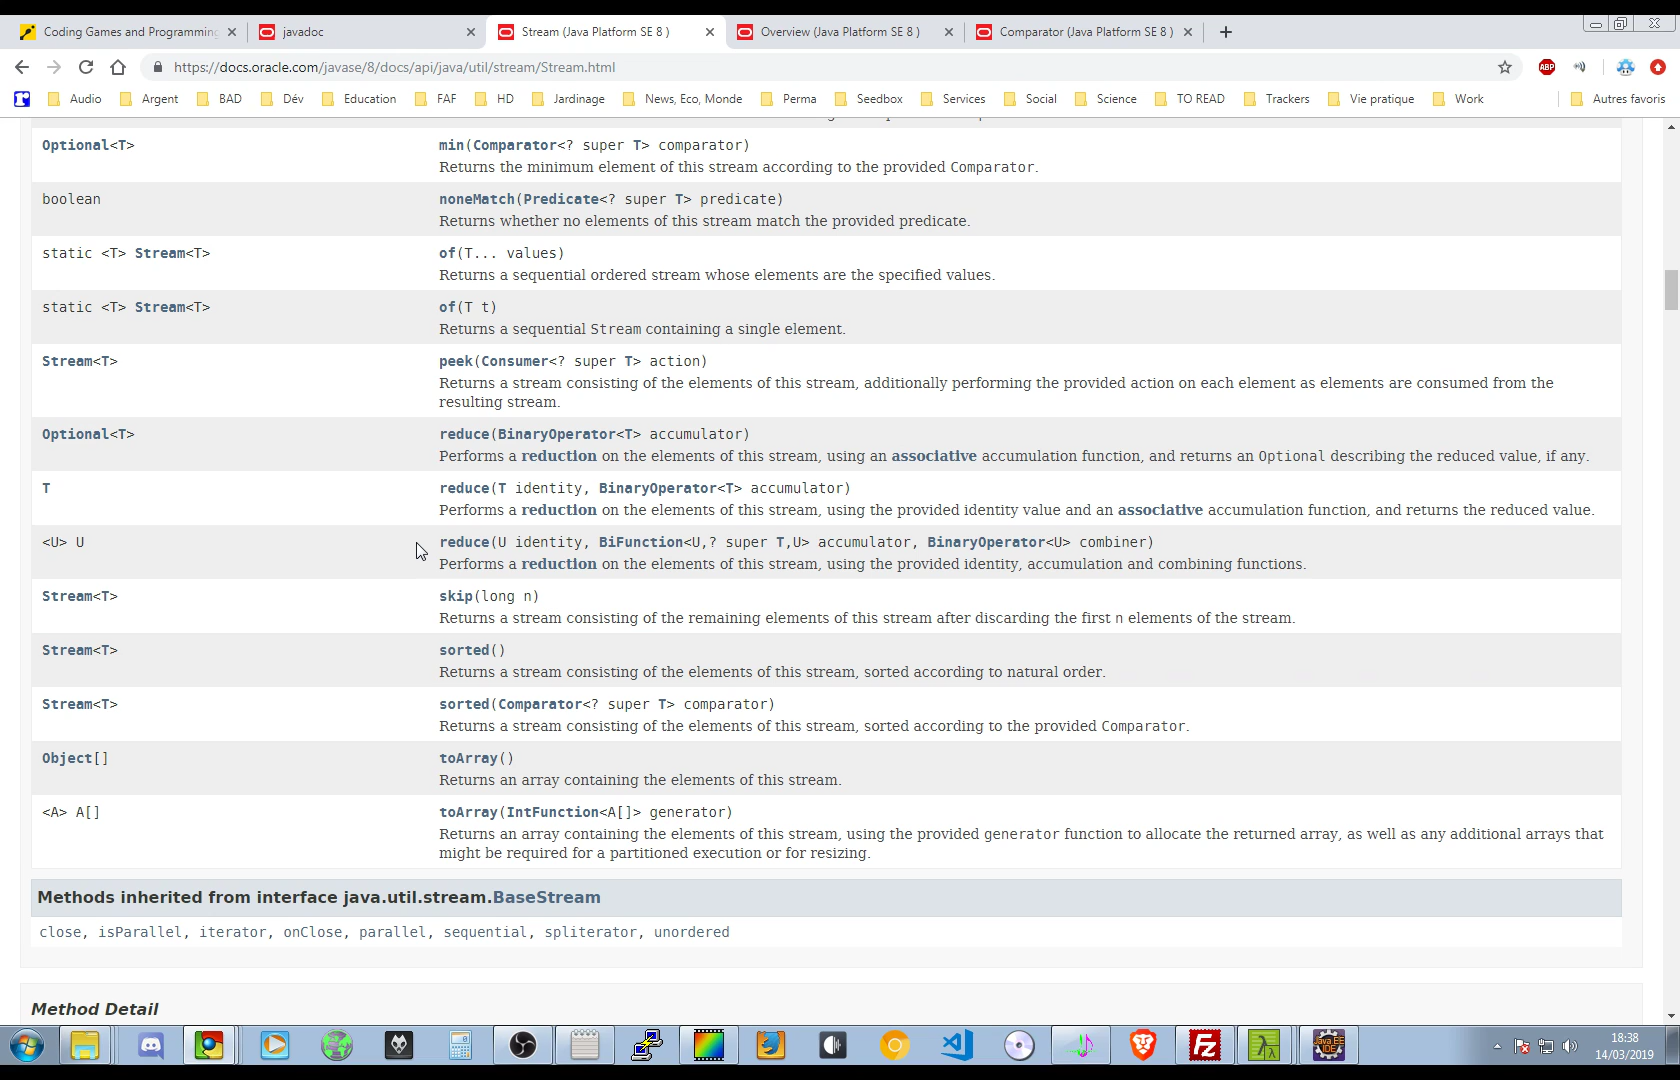 Coding Games and Programming
javadoc
Stream (Java Platform SE 8 )
Overview (Java Platform SE 8 )
Comparator (Java Platform SE 8 )
https://docs.oracle.com/javase/8/docs/api/java/util/stream/Stream.html
ABP
Audio Argent BAD Dév Education FAF HD Jardinage News, Eco, Monde Perma Seedbox Services Social Science TO READ Trackers Vie pratique Work Autres favoris
Optional<T> min(Comparator<? super T> comparator)
Returns the minimum element of this stream according to the provided Comparator.
boolean noneMatch(Predicate<? super T> predicate)
Returns whether no elements of this stream match the provided predicate.
static <T> Stream<T> of(T... values)
Returns a sequential ordered stream whose elements are the specified values.
static <T> Stream<T> of(T t)
Returns a sequential Stream containing a single element.
Stream<T> peek(Consumer<? super T> action)
Returns a stream consisting of the elements of this stream, additionally performing the provided action on each element as elements are consumed from the
resulting stream.
Optional<T> reduce(BinaryOperator<T> accumulator)
Performs a reduction on the elements of this stream, using an associative accumulation function, and returns an Optional describing the reduced value, if any.
T reduce(T identity, BinaryOperator<T> accumulator)
Performs a reduction on the elements of this stream, using the provided identity value and an associative accumulation function, and returns the reduced value.
<U> U reduce(U identity, BiFunction<U,? super T,U> accumulator, BinaryOperator<U> combiner)
Performs a reduction on the elements of this stream, using the provided identity, accumulation and combining functions.
Stream<T> skip(long n)
Returns a stream consisting of the remaining elements of this stream after discarding the first n elements of the stream.
Stream<T> sorted()
Returns a stream consisting of the elements of this stream, sorted according to natural order.
Stream<T> sorted(Comparator<? super T> comparator)
Returns a stream consisting of the elements of this stream, sorted according to the provided Comparator.
Object[] toArray()
Returns an array containing the elements of this stream.
<A> A[] toArray(IntFunction<A[]> generator)
Returns an array containing the elements of this stream, using the provided generator function to allocate the returned array, as well as any additional arrays that
might be required for a partitioned execution or for resizing.
Methods inherited from interface java.util.stream.BaseStream
close, isParallel, iterator, onClose, parallel, sequential, spliterator, unordered
Method Detail
Fz
λλ
Java EE
IDE
18:38
14/03/2019